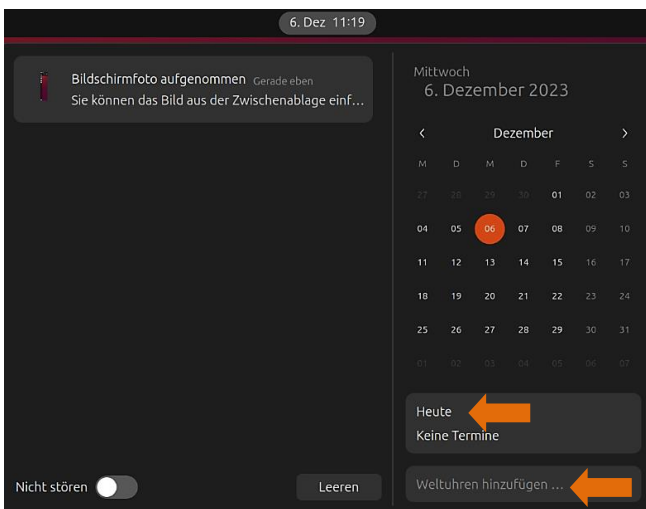 6. Dez 11:19
Bildschirmfoto aufgenommen Gerade eben
Sie können das Bild aus der Zwischenablage einf...
Nicht stören
Leeren
Mittwoch
6. Dezember 2023
‹ Dezember ›
M D M D F S S
27 28 29 30 01 02 03
04 05 06 07 08 09 10
11 12 13 14 15 16 17
18 19 20 21 22 23 24
25 26 27 28 29 30 31
01 02 03 04 05 06 07
Heute
Keine Termine
Weltuhren hinzufügen ...